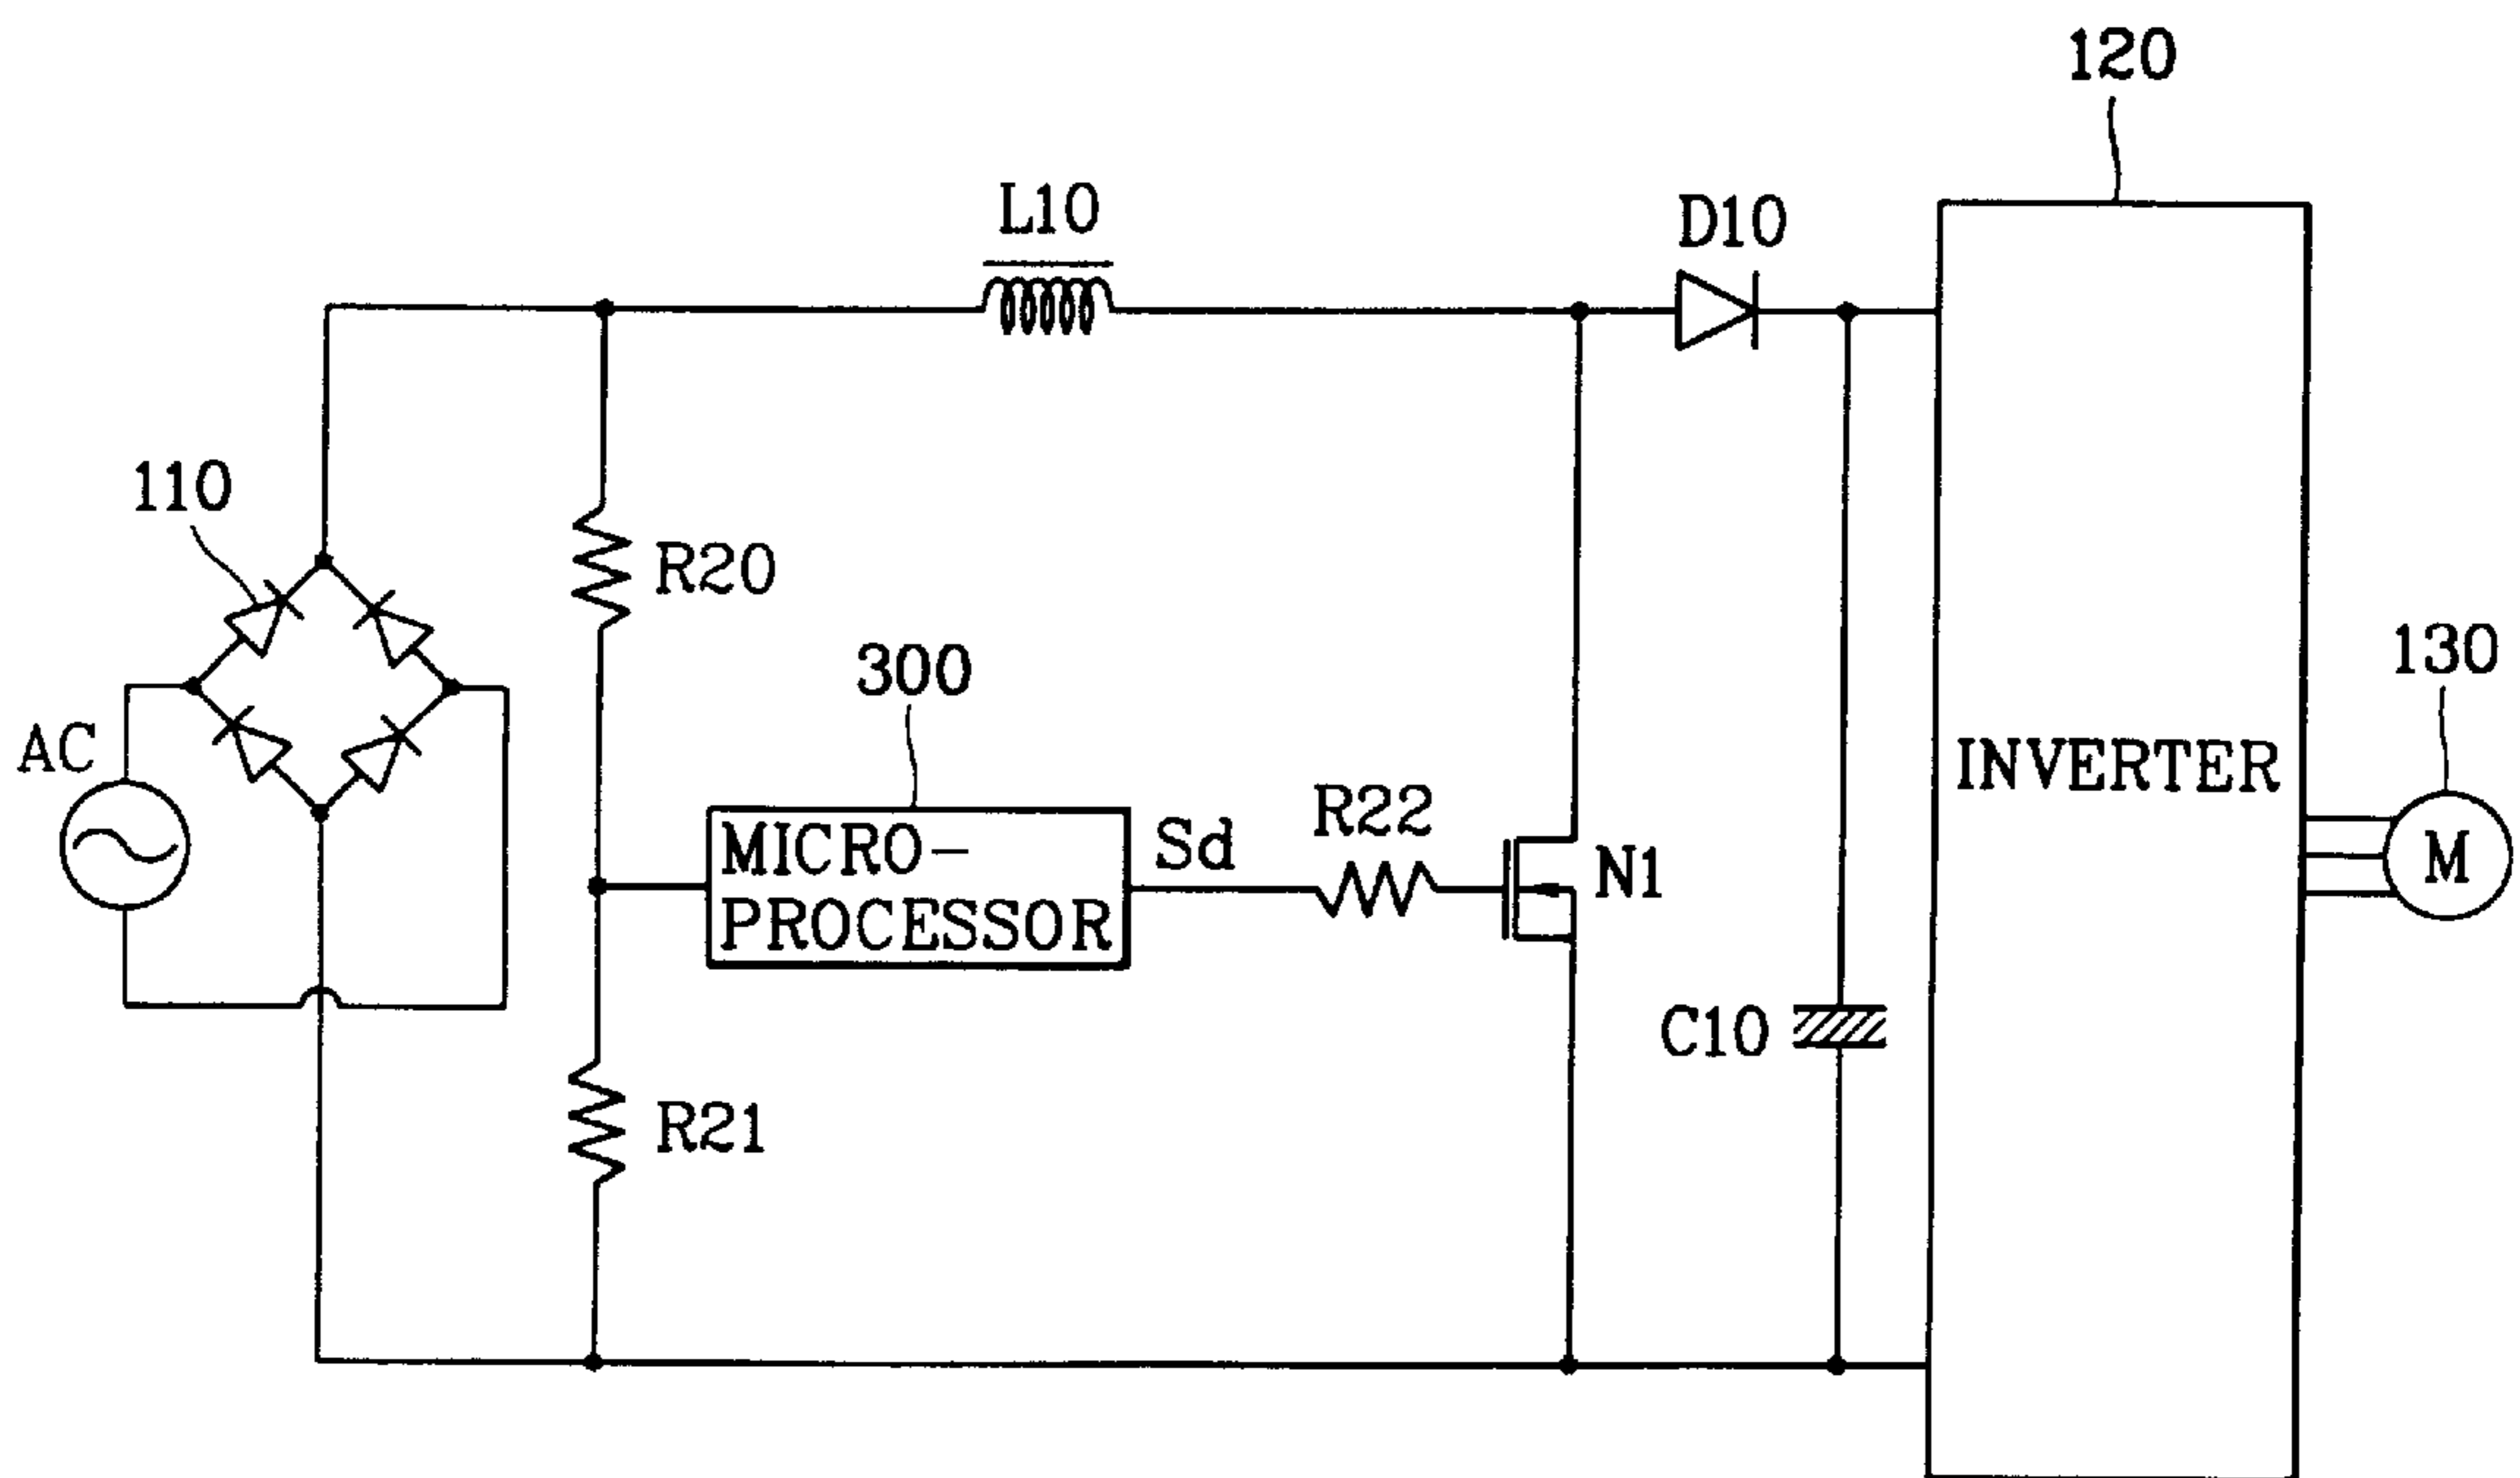 120
L10
D10
110
R20
300
130
AC
MICRO-
PROCESSOR
Sd
R22
N1
INVERTER
M
C10
R21